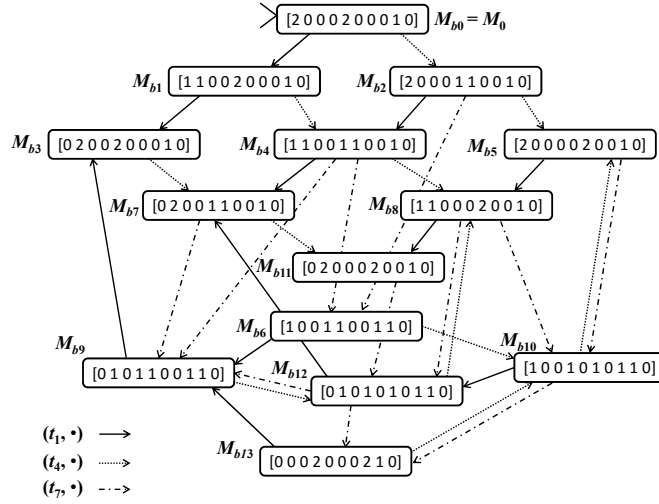 [2 0 0 0 2 0 0 0 1 0] M_b0 = M_0
M_b1 [1 1 0 0 2 0 0 0 1 0] M_b2 [2 0 0 0 1 1 0 0 1 0]
M_b3 [0 2 0 0 2 0 0 0 1 0] M_b4 [1 1 0 0 1 1 0 0 1 0] M_b5 [2 0 0 0 0 2 0 0 1 0]
M_b7 [0 2 0 0 1 1 0 0 1 0] M_b8 [1 1 0 0 0 2 0 0 1 0]
M_b11 [0 2 0 0 0 2 0 0 1 0]
M_b6 [1 0 0 1 1 0 0 1 1 0]
M_b9 [0 1 0 1 1 0 0 1 1 0] M_b12 [0 1 0 1 0 1 0 1 1 0] M_b10 [1 0 0 1 0 1 0 1 1 0]
M_b13 [0 0 0 2 0 0 0 2 1 0]
(t_1, •)
(t_4, •)
(t_7, •)